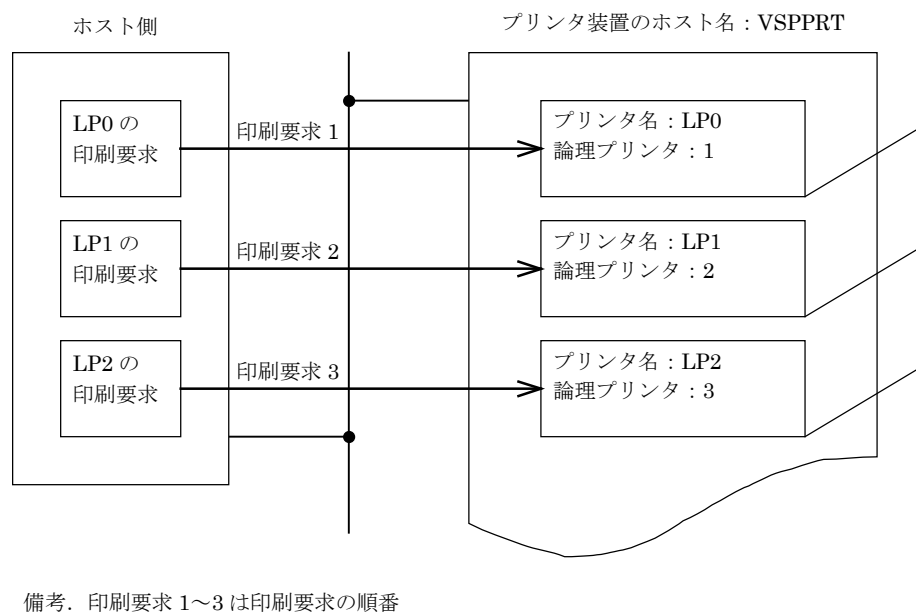 ホスト側
プリンタ装置のホスト名：VSPPRT
LP0 の
印刷要求
印刷要求 1
プリンタ名：LP0
論理プリンタ：1
LP1 の
印刷要求
印刷要求 2
プリンタ名：LP1
論理プリンタ：2
LP2 の
印刷要求
印刷要求 3
プリンタ名：LP2
論理プリンタ：3
備考．印刷要求 1～3 は印刷要求の順番